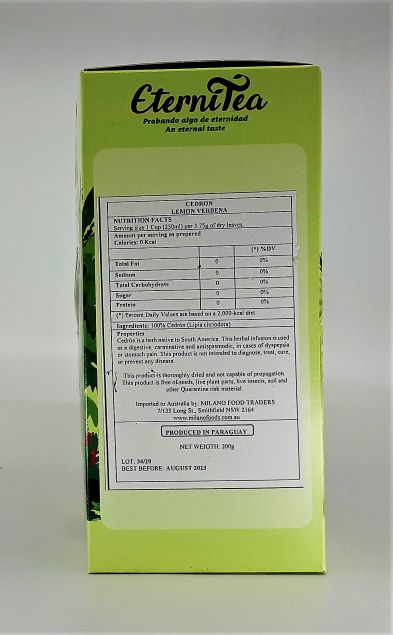 EterniTea
Probando algo de eternidad
An eternal taste
CEDRON
LEMON VERBENA
NUTRITION FACTS
Serving size 1 Cup (250ml) per 3.75g of dry leaves.
Amount per serving as prepared
Calories: 0 Kcal
(*) %DV
Total Fat 0 0%
Sodium 0 0%
Total Carbohydrate 0 0%
Sugar 0 0%
Protein 0 0%
(*) Percent Daily Values are based on a 2,000-kcal diet
Ingredients: 100% Cedrón (Lipia citriodora)
Properties
Cedrón is a herb native to South America. This herbal infusion is used
as a digestive, carminative and antispasmodic, in cases of dyspepsia
or stomach pain. This product is not intended to diagnose, treat, cure,
or prevent any disease.
This product is thoroughly dried and not capable of propagation.
This product is free of seeds, live plant parts, live insects, soil and
other Quarantine risk material.
Imported to Australia by: MILANO FOOD TRADERS
7/135 Long St., Smithfield NSW 2164
www.milanofoods.com.au
PRODUCED IN PARAGUAY
NET WEIGTH: 200g
LOT: 34/20
BEST BEFORE: AUGUST 2023